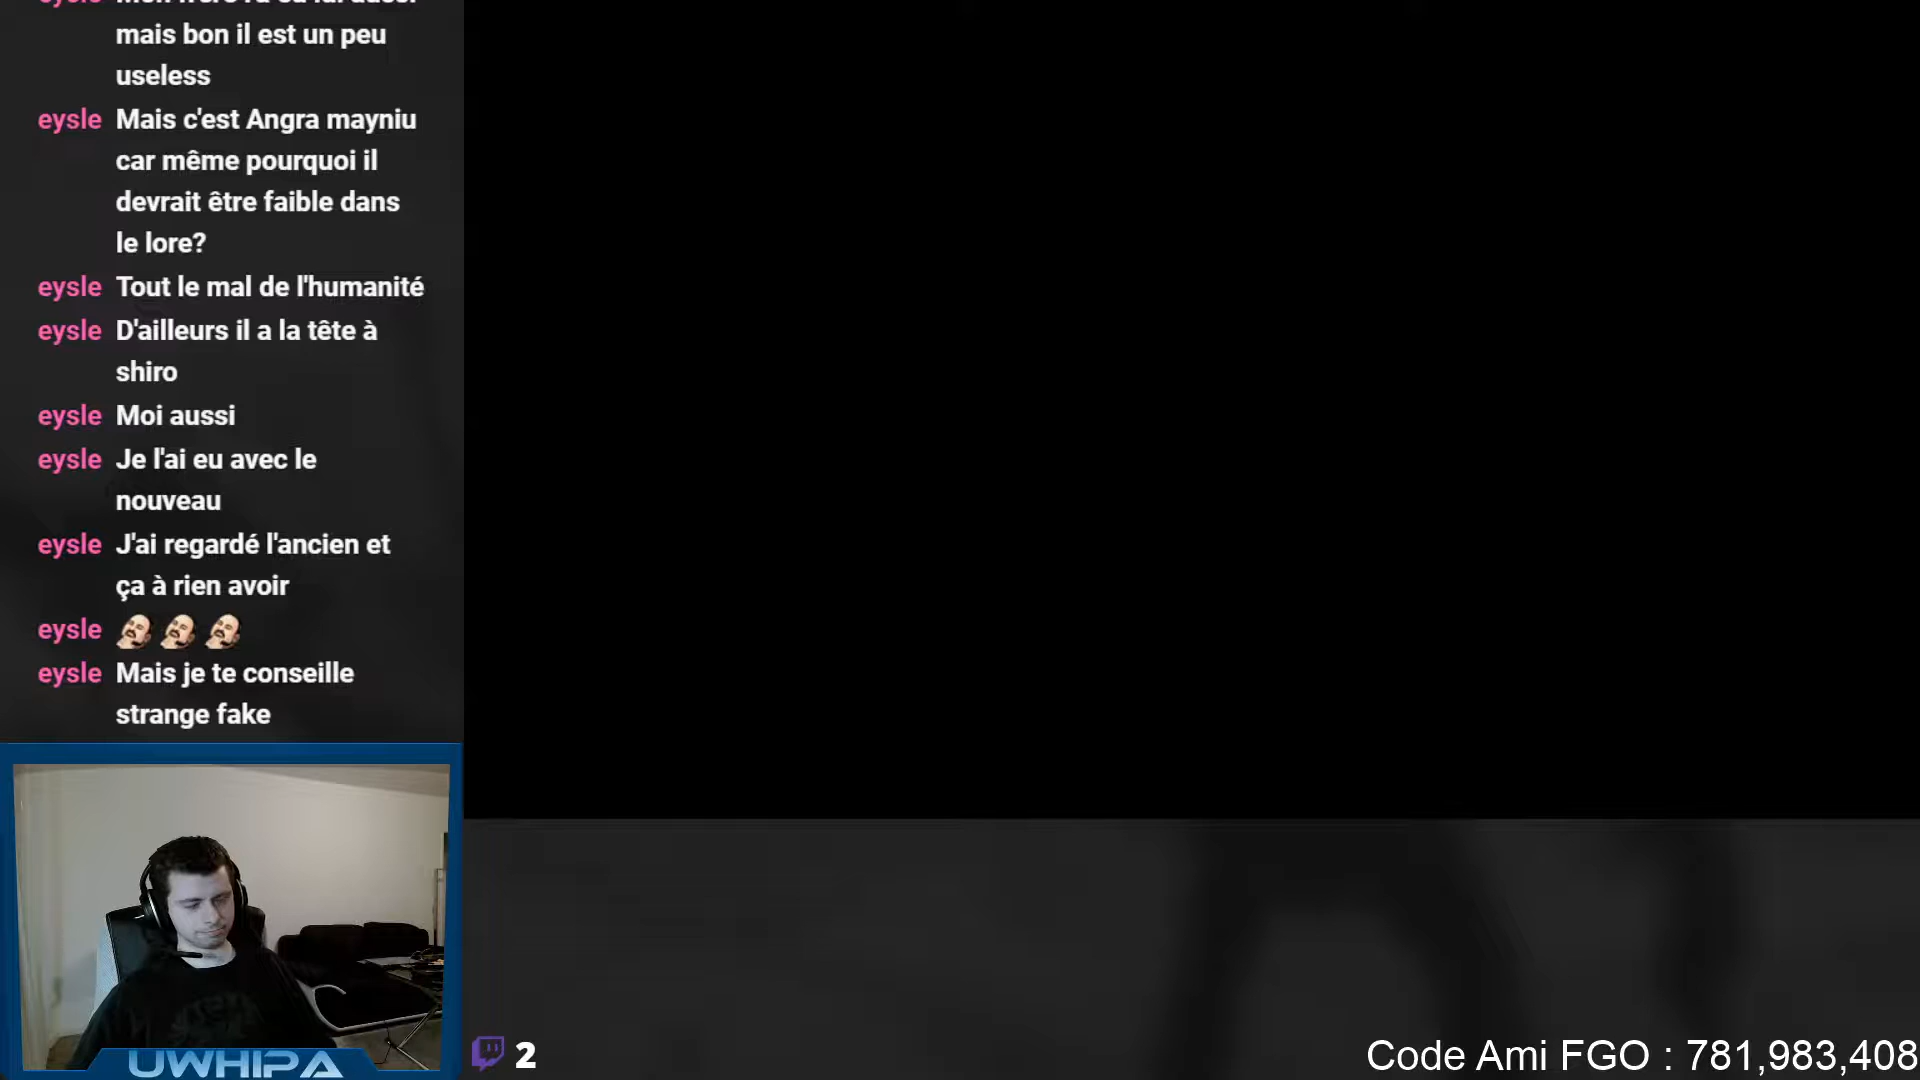 mais bon il est un peu
useless
eysle Mais c'est Angra mayniu
car même pourquoi il
devrait être faible dans
le lore?
eysle Tout le mal de l'humanité
eysle D'ailleurs il a la tête à
shiro
eysle Moi aussi
eysle Je l'ai eu avec le
nouveau
eysle J'ai regardé l'ancien et
ça à rien avoir
eysle
eysle Mais je te conseille
strange fake
UWHIPA
2
Code Ami FGO : 781,983,408